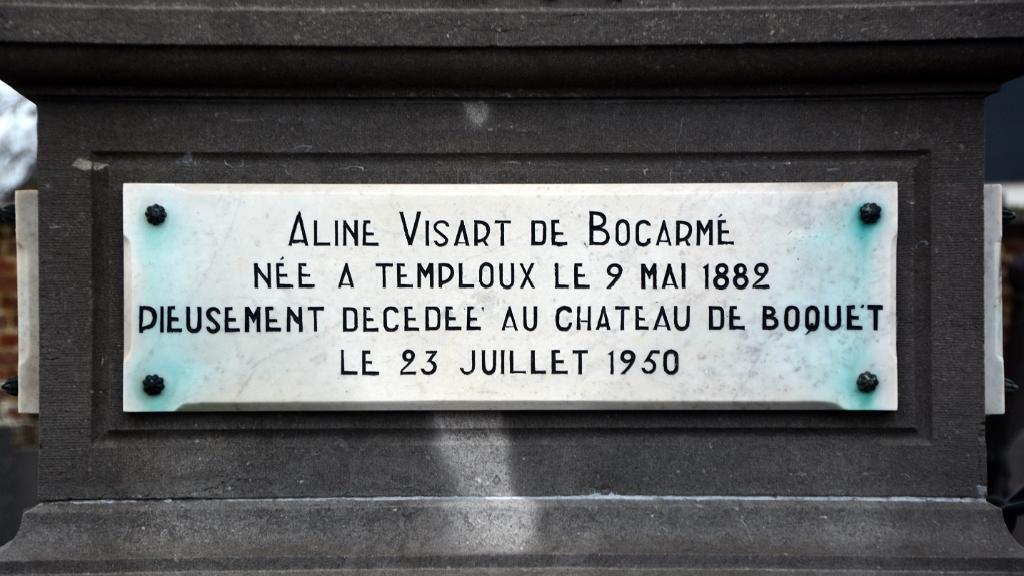 ALINE VISART DE BOCARMÉ
NÉE A TEMPLOUX LE 9 MAI 1882
PIEUSEMENT DECEDEE AU CHATEAU DE BOQUET
LE 23 JUILLET 1950